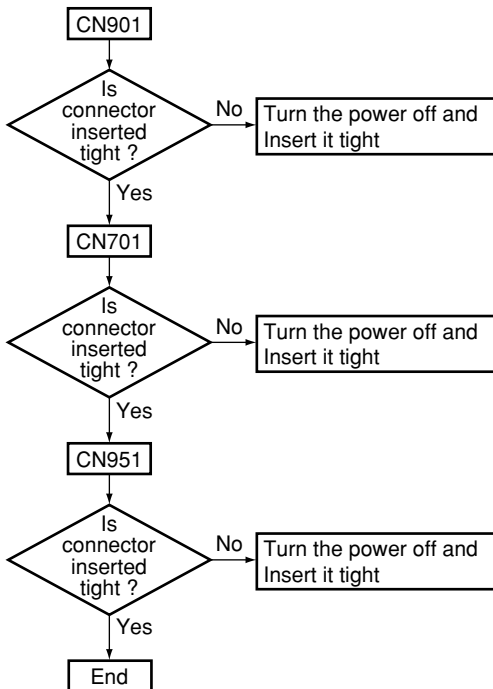 CN901
Is
connector
inserted
tight ?
No
Turn the power off and
Insert it tight
Yes
CN701
Is
connector
inserted
tight ?
No
Turn the power off and
Insert it tight
Yes
CN951
Is
connector
inserted
tight ?
No
Turn the power off and
Insert it tight
Yes
End